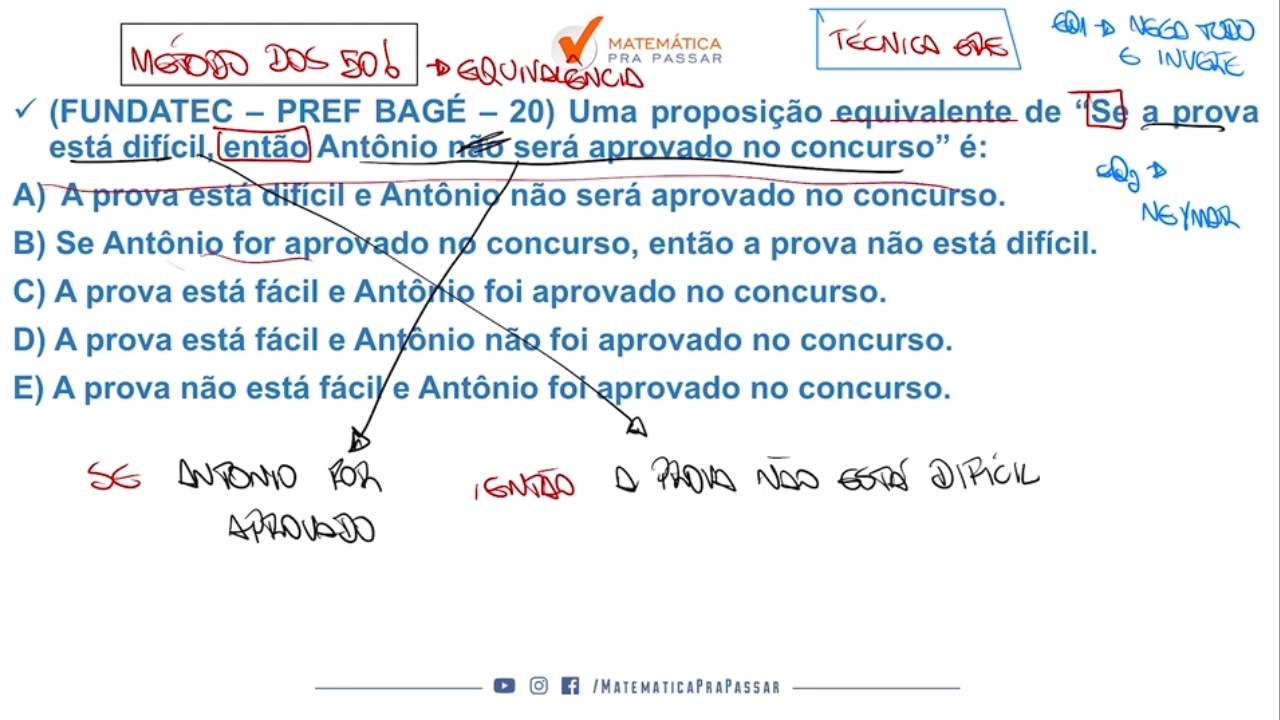 MÉTODO DOS 50% → EQUIVALÊNCIA
MATEMÁTICA
PRA PASSAR
TÉCNICA
EQ1 → NEGA TUDO
E INVERTE
✓ (FUNDATEC – PREF BAGÉ – 20) Uma proposição equivalente de “Se a prova
está difícil, então Antônio não será aprovado no concurso” é:
EQ2 →
NEYMAR
A) A prova está difícil e Antônio não será aprovado no concurso.
B) Se Antônio for aprovado no concurso, então a prova não está difícil.
C) A prova está fácil e Antônio foi aprovado no concurso.
D) A prova está fácil e Antônio não foi aprovado no concurso.
E) A prova não está fácil e Antônio foi aprovado no concurso.
SE ANTONIO FOR , ENTÃO A PROVA NÃO ESTÁ DIFÍCIL
APROVADO
/MATEMATICAPRAPASSAR